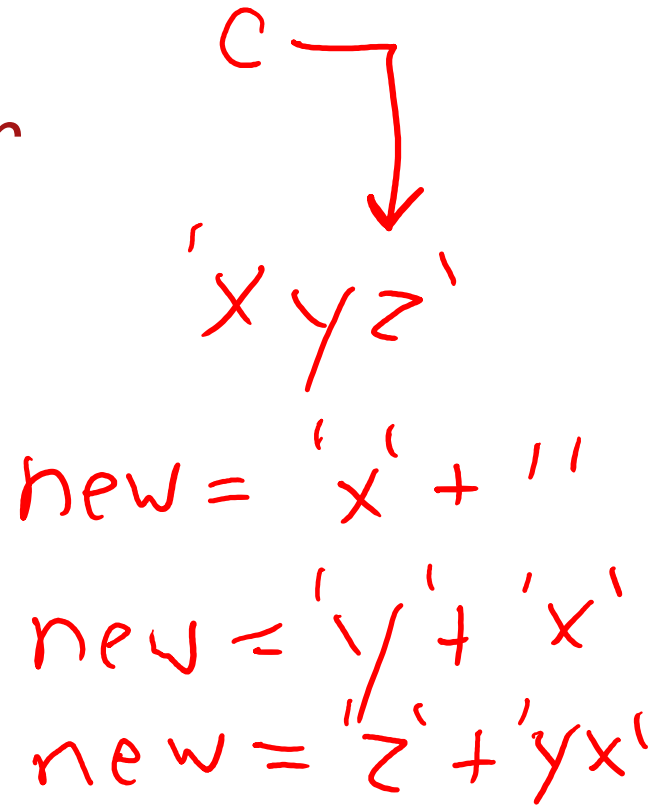 C
'xyz'
new = 'x' + ''
new = 'y' + 'x'
new = 'z' + 'yx'